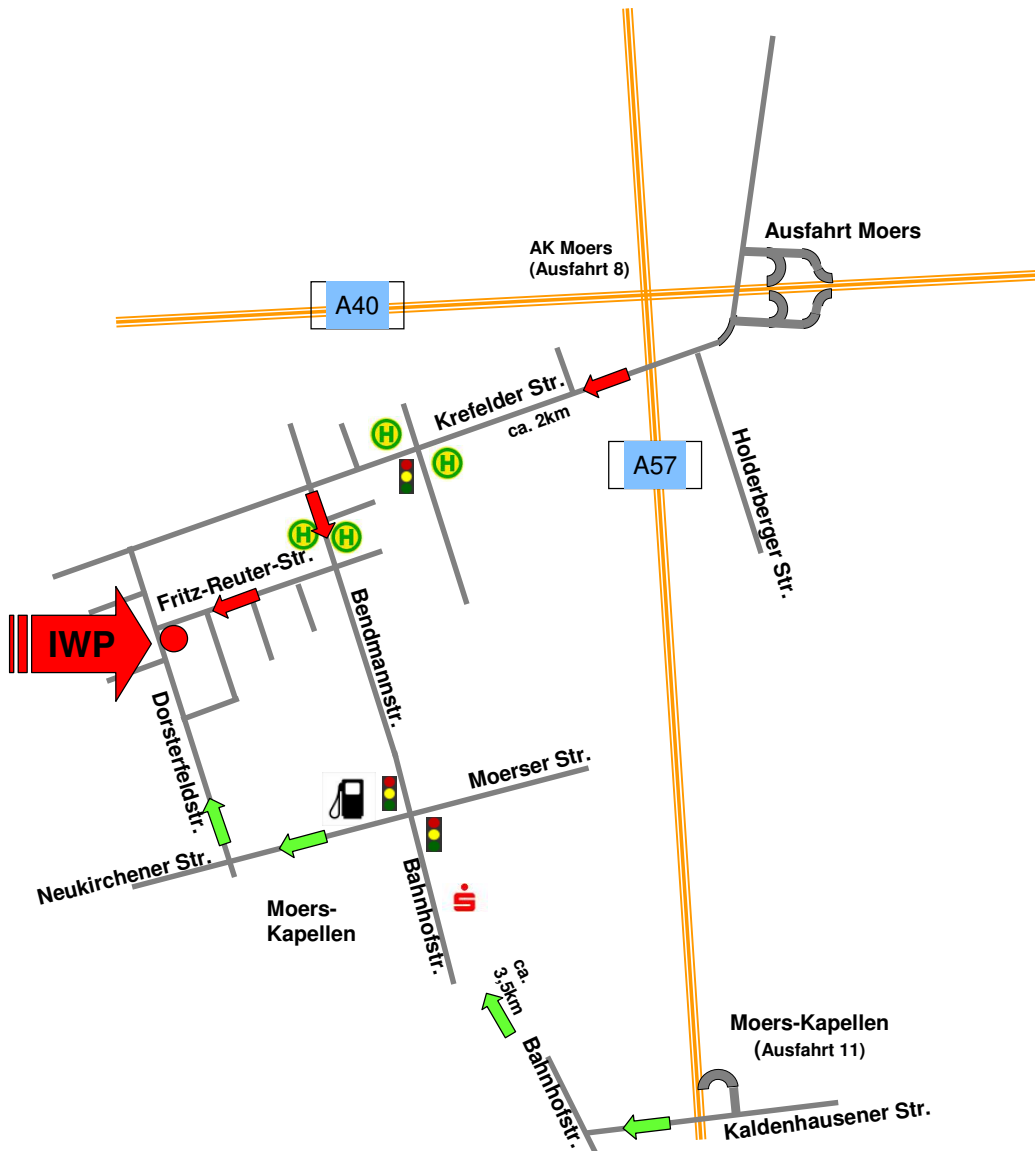 AK Moers
(Ausfahrt 8)
Ausfahrt Moers
A40
Krefelder Str.
ca. 2km
H
H
A57
Holderberger Str.
H
H
Fritz-Reuter-Str.
IWP
Bendmannstr.
Dorsterfeldstr.
Moerser Str.
Neukirchener Str.
Bahnhofstr.
Moers-
Kapellen
ca.
3,5km
Bahnhofstr.
Moers-Kapellen
(Ausfahrt 11)
Kaldenhausener Str.